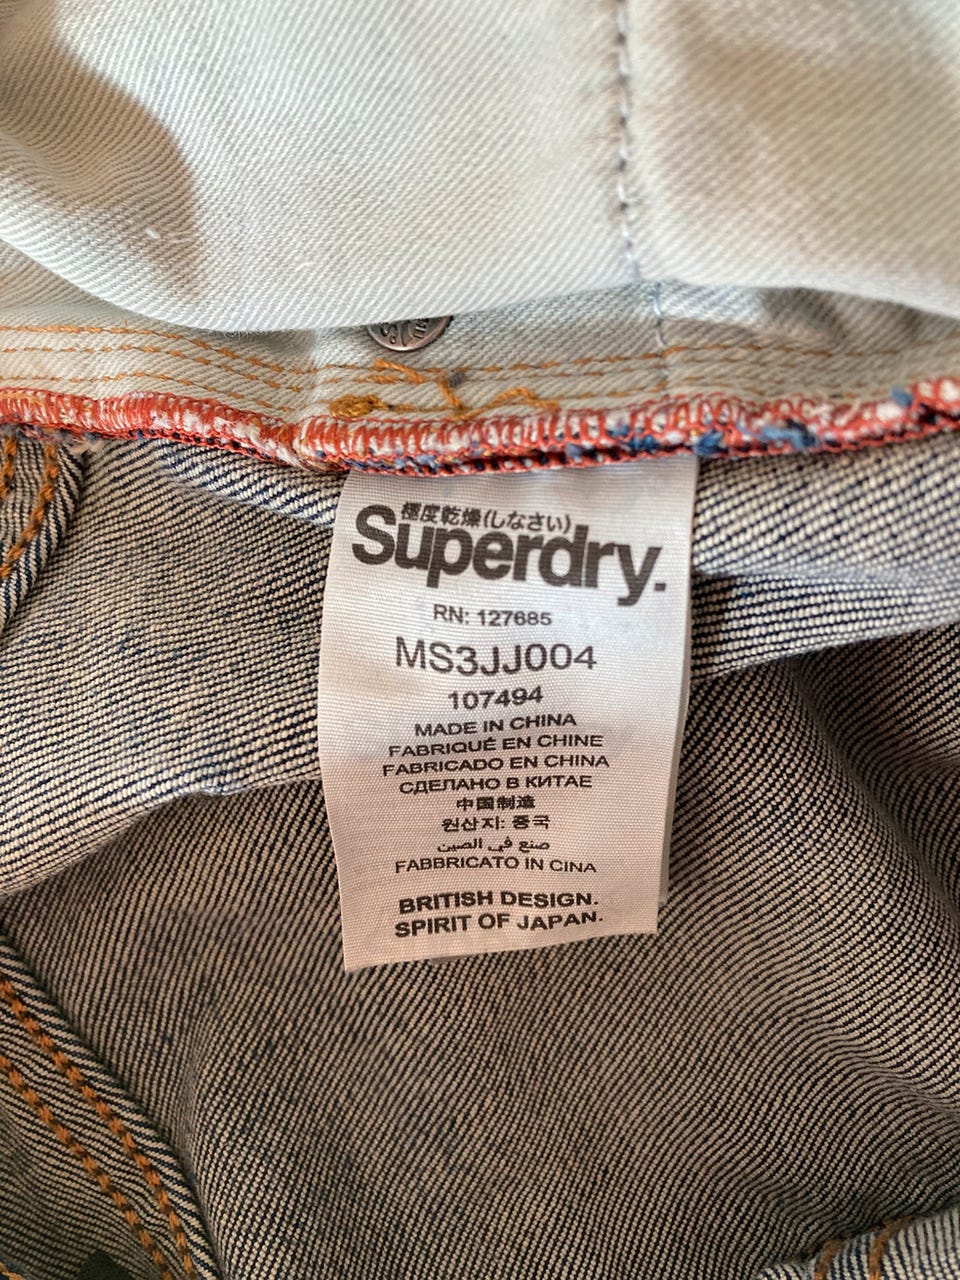 極度乾燥(しなさい)
Superdry.
RN: 127685
MS3JJ004
107494
MADE IN CHINA
FABRIQUÉ EN CHINE
FABRICADO EN CHINA
СДЕЛАНО В КИТАЕ
中国制造
원산지: 중국
صنع في الصين
FABBRICATO IN CINA
BRITISH DESIGN.
SPIRIT OF JAPAN.